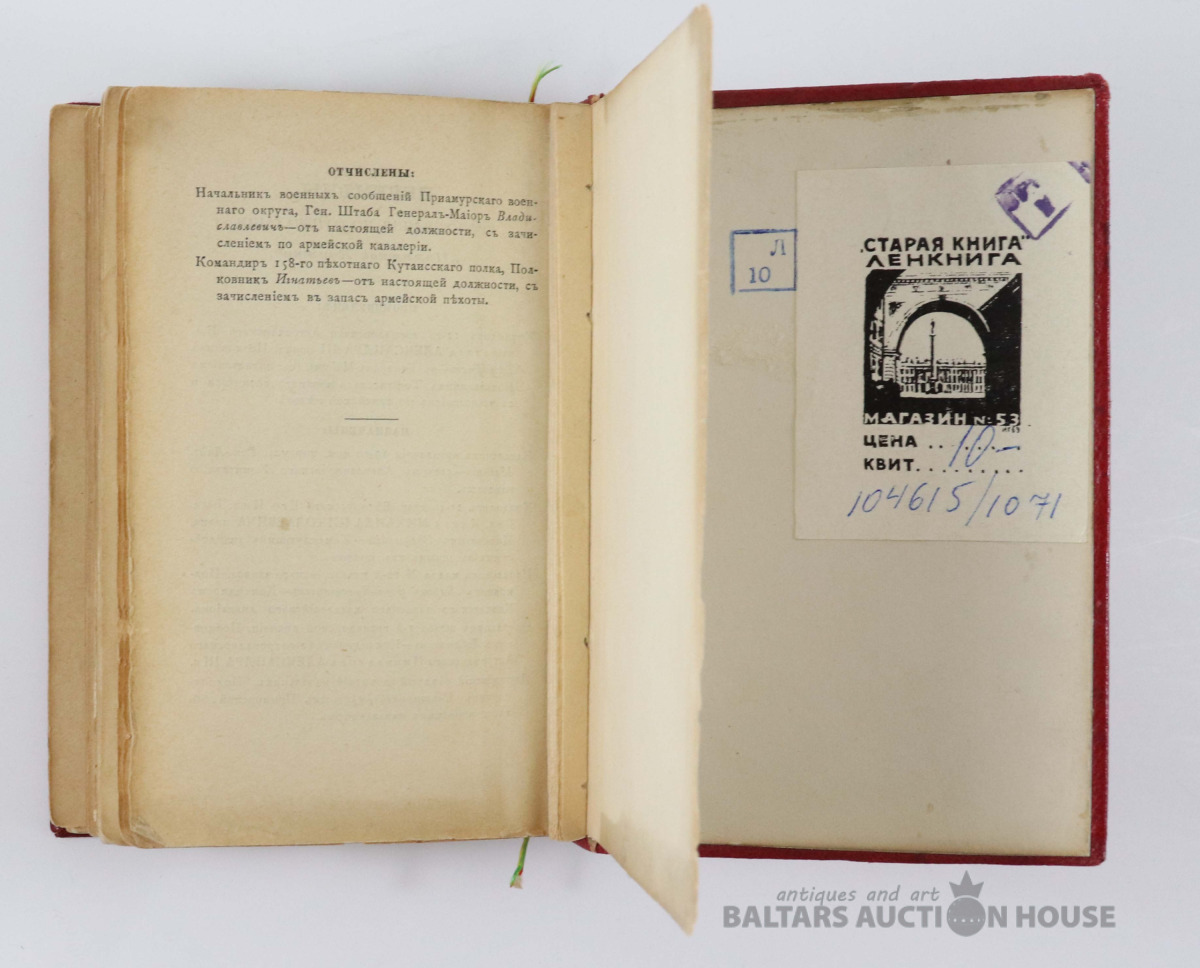 ОТЧИСЛЕНЫ:
Начальникъ военныхъ сообщеній Приамурскаго воен-
наго округа, Ген. Штаба Генералъ-Маіоръ Влади-
славлевичъ—отъ настоящей должности, съ зачи-
сленіемъ по армейской кавалеріи.
Командиръ 158-го пѣхотнаго Кутаисскаго полка, Пол-
ковникъ Игнатьевъ—отъ настоящей должности, съ
зачисленіемъ въ запасъ армейской пѣхоты.
Л
10
„СТАРАЯ КНИГА"
ЛЕНКНИГА
МАГАЗИН № 53
ЦЕНА .. 10-
КВИТ..........
104615/1071
antiques and art
BALTARS AUCTION HOUSE